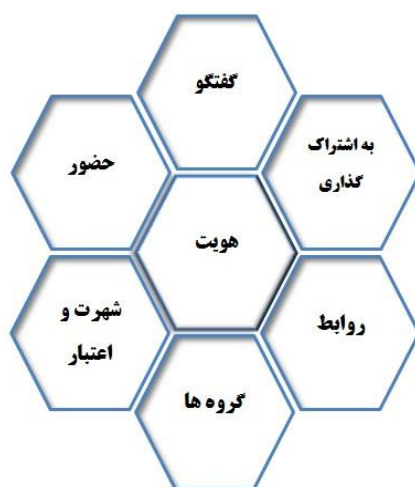 گفتگو
به اشتراک
گذاری
حضور
هویت
شهرت و
اعتبار
روابط
گروه ها